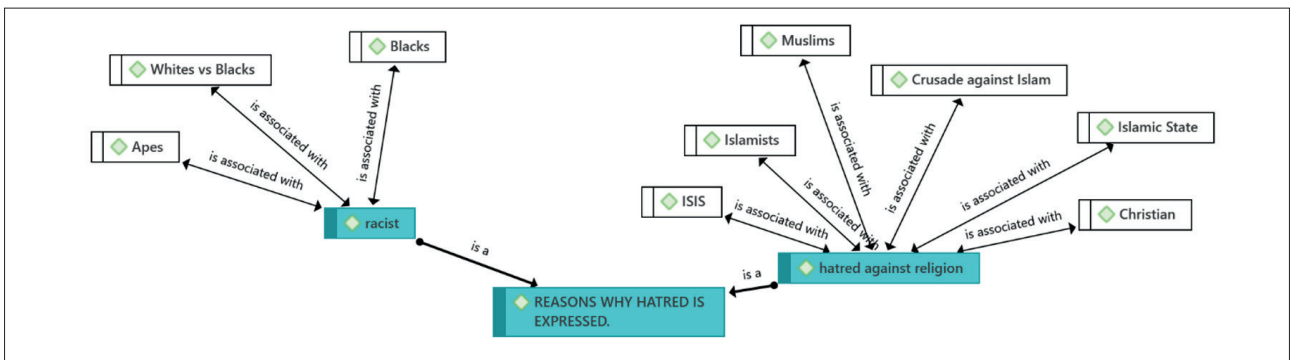 Muslims
Blacks
Whites vs Blacks
Crusade against Islam
Islamic State
Islamists
Apes
is associated with
is associated with
is associated with
is associated with
is associated with
is associated with
is associated with
ISIS
is associated with
is associated with
Christian
is associated with
racist
is a
hatred against religion
is a
REASONS WHY HATRED IS
EXPRESSED.